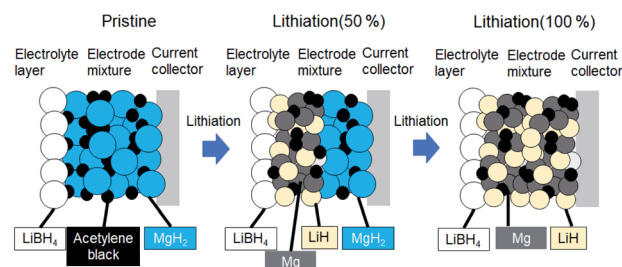 Pristine
Lithiation(50 %)
Lithiation(100 %)
Electrolyte layer
Electrode mixture
Current collector
Electrolyte layer
Electrode mixture
Current collector
Electrolyte layer
Electrode mixture
Current collector
Lithiation
Lithiation
LiBH4
Acetylene black
MgH2
LiBH4
Mg
LiH
MgH2
LiBH4
Mg
LiH